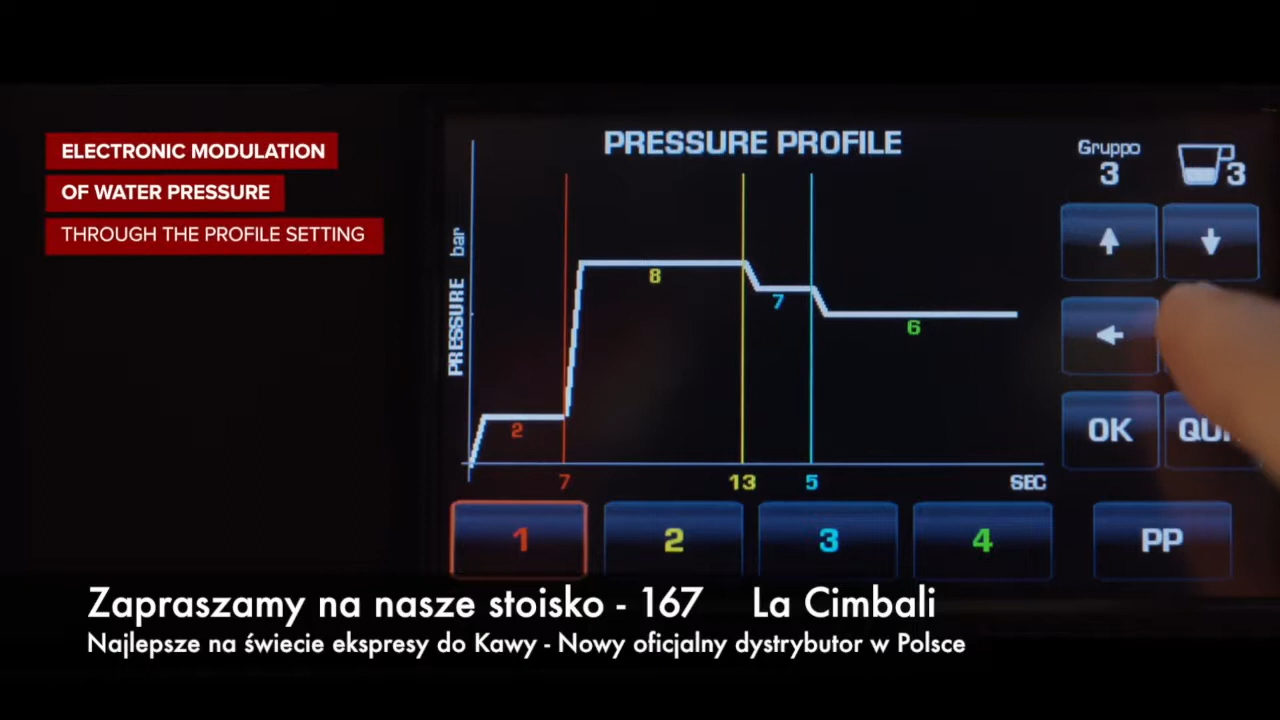 ELECTRONIC MODULATION
OF WATER PRESSURE
THROUGH THE PROFILE SETTING
PRESSURE PROFILE
Gruppo
3
3
PRESSURE bar
8
7
6
2
7
13
5
SEC
OK
1
2
3
4
PP
Zapraszamy na nasze stoisko - 167 La Cimbali
Najlepsze na świecie ekspresy do Kawy - Nowy oficjalny dystrybutor w Polsce